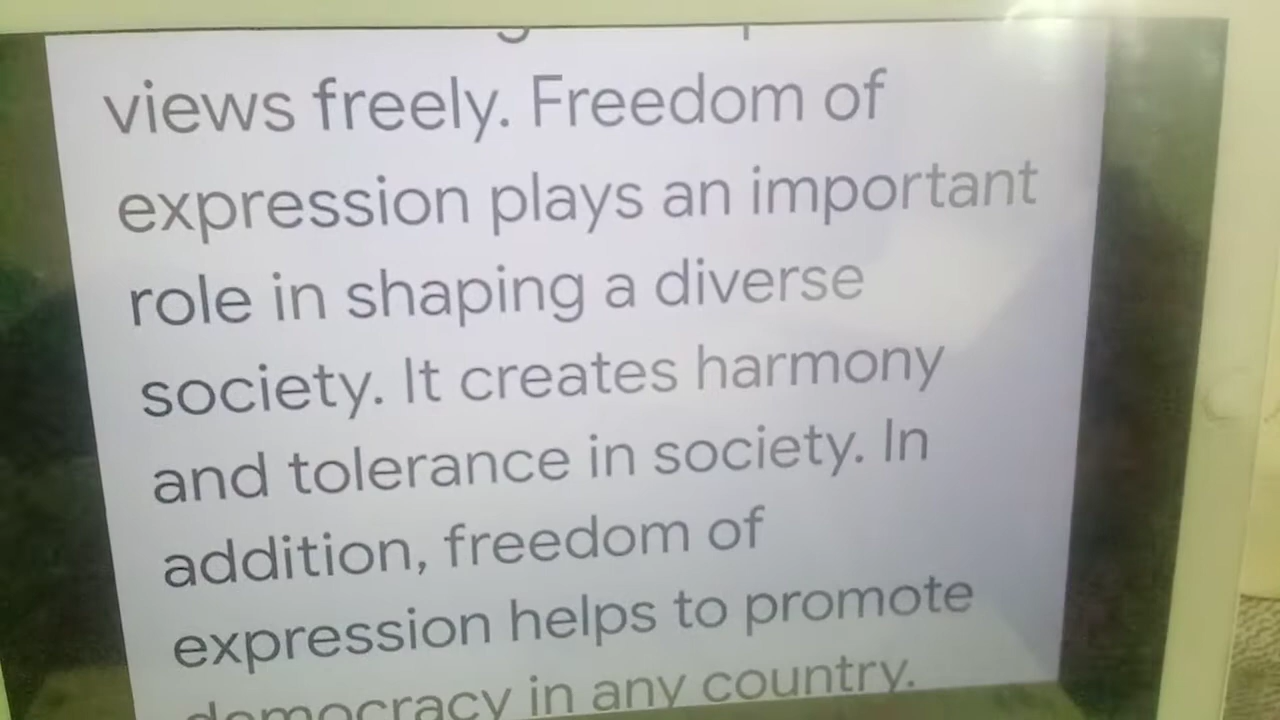 views freely. Freedom of
expression plays an important
role in shaping a diverse
society. It creates harmony
and tolerance in society. In
addition, freedom of
expression helps to promote
democracy in any country.